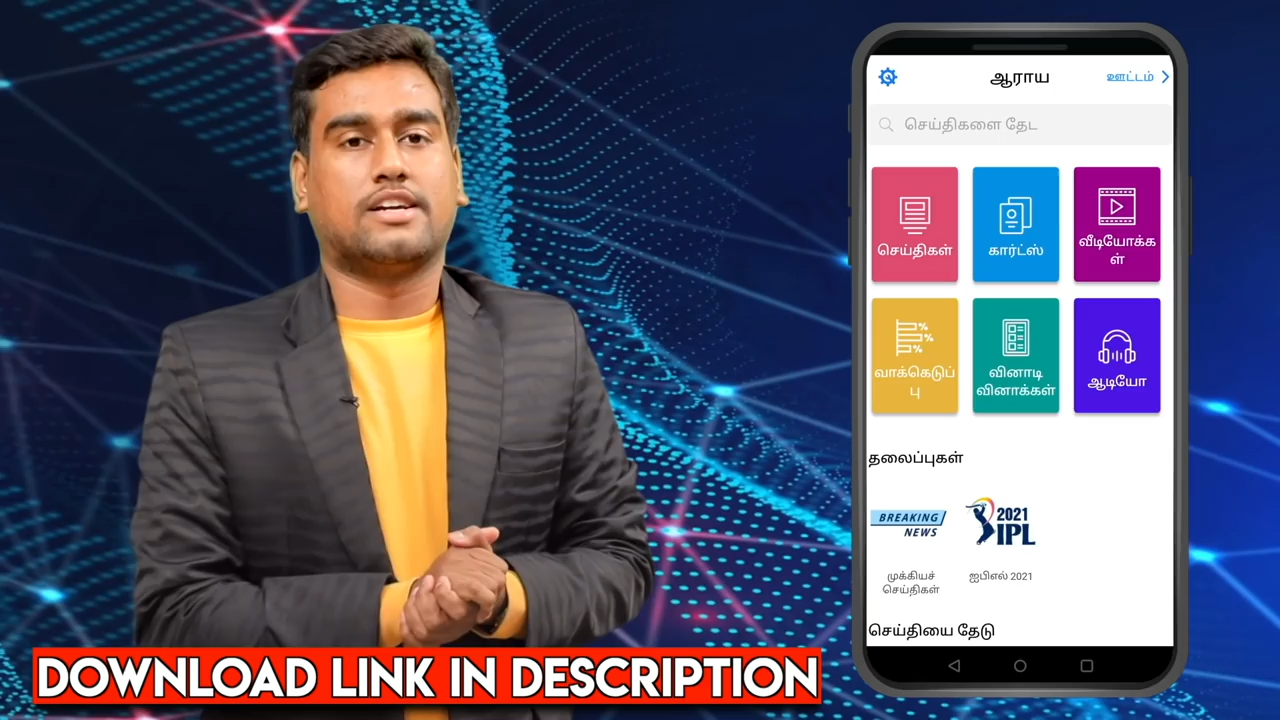 ஆராய
ஊட்டம்
செய்திகளை தேட
செய்திகள்
கார்ட்ஸ்
வீடியோக்க
ள்
வாக்கெடுப்
பு
வினாடி
வினாக்கள்
ஆடியோ
தலைப்புகள்
BREAKING
NEWS
2021
IPL
முக்கியச்
செய்திகள்
ஐபிஎல் 2021
செய்தியை தேடு
DOWNLOAD LINK IN DESCRIPTION